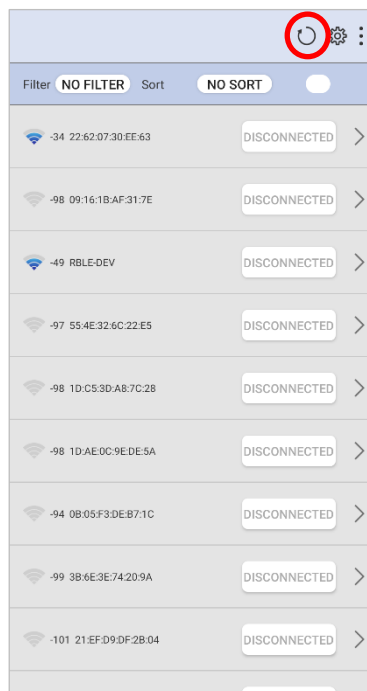 Filter NO FILTER Sort NO SORT
-34 22:62:07:30:EE:63 DISCONNECTED
-98 09:16:1B:AF:31:7E DISCONNECTED
-49 RBLE-DEV DISCONNECTED
-97 55:4E:32:6C:22:E5 DISCONNECTED
-98 1D:C5:3D:A8:7C:28 DISCONNECTED
-98 1D:AE:0C:9E:DE:5A DISCONNECTED
-94 0B:05:F3:DE:B7:1C DISCONNECTED
-99 3B:6E:3E:74:20:9A DISCONNECTED
-101 21:EF:D9:DF:2B:04 DISCONNECTED